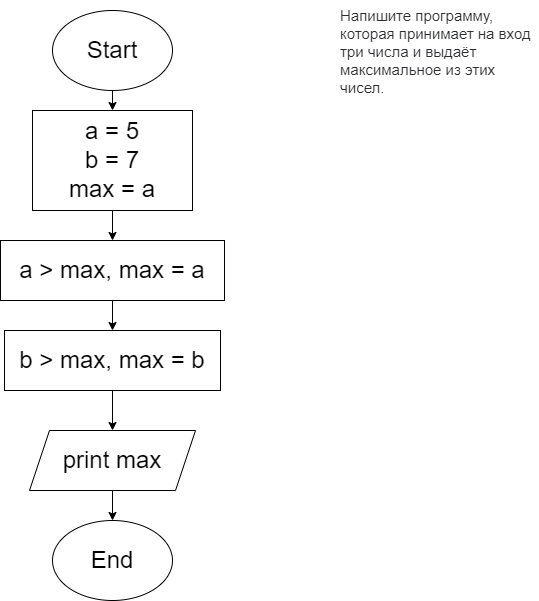 Start
a = 5
b = 7
max = a
a > max, max = a
b > max, max = b
print max
End
Напишите программу,
которая принимает на вход
три числа и выдаёт
максимальное из этих
чисел.